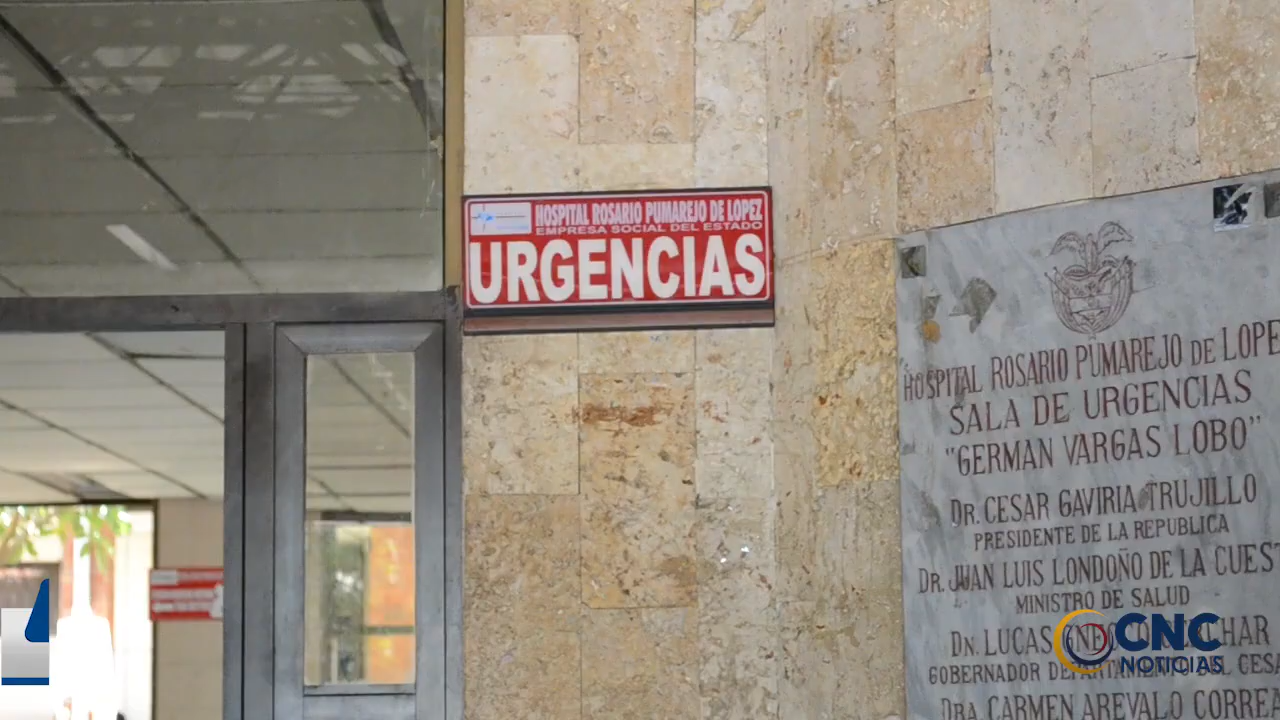 HOSPITAL ROSARIO PUMAREJO DE LOPEZ
EMPRESA SOCIAL DEL ESTADO
URGENCIAS
HOSPITAL ROSARIO PUMAREJO DE LOPE
SALA DE URGENCIAS
"GERMAN VARGAS LOBO"
DR. CESAR GAVIRIA TRUJILLO
PRESIDENTE DE LA REPUBLICA
DR. JUAN LUIS LONDOÑO DE LA CUEST
MINISTRO DE SALUD
DN. LUCAS
GOBERNADOR DEPARTAMENTO DEL CESA
DRA. CARMEN AREVALO CORREA
CNC
NOTICIAS